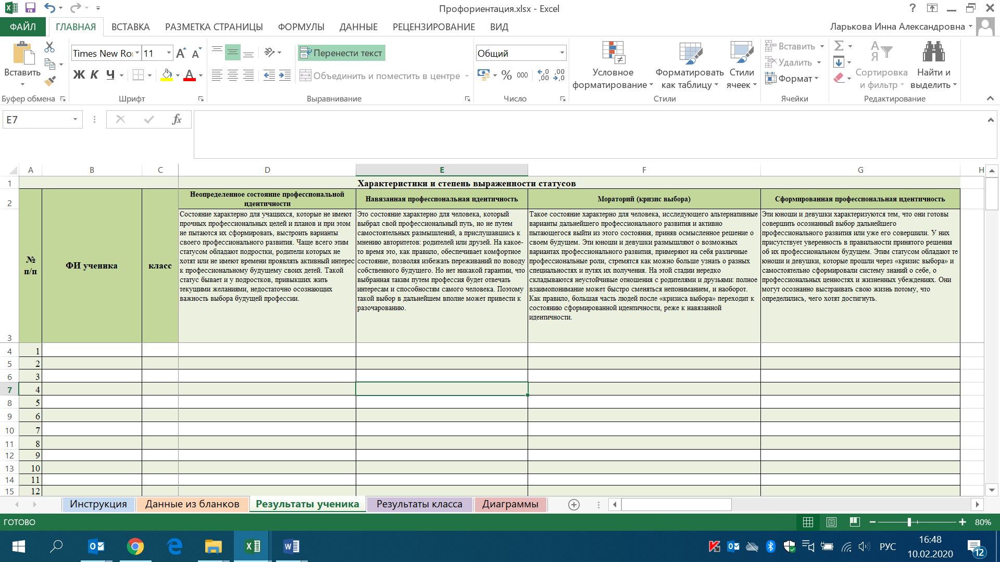 Профориентация.xlsx - Excel
ФАЙЛ ГЛАВНАЯ ВСТАВКА РАЗМЕТКА СТРАНИЦЫ ФОРМУЛЫ ДАННЫЕ РЕЦЕНЗИРОВАНИЕ ВИД Ларькова Инна Александровна
Вставить
Буфер обмена
Times New Ro 11
Ж К Ч
Шрифт
Перенести текст
Объединить и поместить в центре
Выравнивание
Общий
% 000
Число
Условное форматирование
Форматировать как таблицу
Стили ячеек
Стили
Вставить
Удалить
Формат
Ячейки
Сортировка и фильтр
Найти и выделить
Редактирование
E7
fx
A B C D E F G H
1 Характеристики и степень выраженности статусов
2
№ п/п
ФИ ученика
класс
Неопределенное состояние профессиональной
идентичности
Навязанная профессиональная идентичность
Мораторий (кризис выбора)
Сформированная профессиональная идентичность
3
Состояние характерно для учащихся, которые не имеют
прочных профессиональных целей и планов и при этом
не пытаются их сформировать, выстроить варианты
своего профессионального развития. Чаще всего этим
статусом обладают подростки, родители которых не
хотят или не имеют времени проявлять активный интерес
к профессиональному будущему своих детей. Такой
статус бывает и у подростков, привыкших жить
текущими желаниями, недостаточно осознающих
важность выбора будущей профессии.
Это состояние характерно для человека, который
выбрал свой профессиональный путь, но не путем
самостоятельных размышлений, а прислушавшись к
мнению авторитетов: родителей или друзей. На какое-
то время это, как правило, обеспечивает комфортное
состояние, позволяя избежать переживаний по поводу
собственного будущего. Но нет никакой гарантии, что
выбранная таким путем профессия будет отвечать
интересам и способностям самого человека. Поэтому
такой выбор в дальнейшем вполне может привести к
разочарованию.
Такое состояние характерно для человека, исследующего альтернативные
варианты дальнейшего профессионального развития и активно
пытающегося выйти из этого состояния, приняв осмысленное решение о
своем будущем. Эти юноши и девушки размышляют о возможных
вариантах профессионального развития, примеряют на себя различные
профессиональные роли, стремятся как можно больше узнать о разных
специальностях и путях их получения. На этой стадии нередко
складываются неустойчивые отношения с родителями и друзьями: полное
взаимопонимание может быстро сменяться непониманием, и наоборот.
Как правило, большая часть людей после «кризиса выбора» переходит к
состоянию сформированной идентичности, реже к навязанной
идентичности.
Эти юноши и девушки характеризуются тем, что они готовы
совершить осознанный выбор дальнейшего
профессионального развития или уже его совершили. У них
присутствует уверенность в правильности принятого решения
об их профессиональном будущем. Этим статусом обладают те
юноши и девушки, которые прошли через «кризис выбора» и
самостоятельно сформировали систему знаний о себе, о
профессиональных ценностях и жизненных убеждениях. Они
могут осознанно выстраивать свою жизнь потому, что
определились, чего хотят достигнуть.
4 1
5 2
6 3
7 4
8 5
9 6
10 7
11 8
12 9
13 10
14 11
15 12
Инструкция Данные из бланков Результаты ученика Результаты класса Диаграммы
ГОТОВО 80%
РУС
16:48
10.02.2020
12